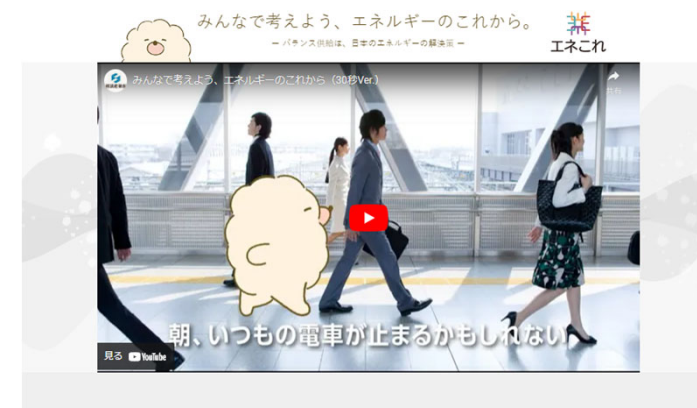 みんなで考えよう、エネルギーのこれから。
ー バランス供給は、日本のエネルギーの解決策 ー
エネこれ
みんなで考えよう、エネルギーのこれから（30秒Ver.）
共有
朝、いつもの電車が止まるかもしれない
見る YouTube